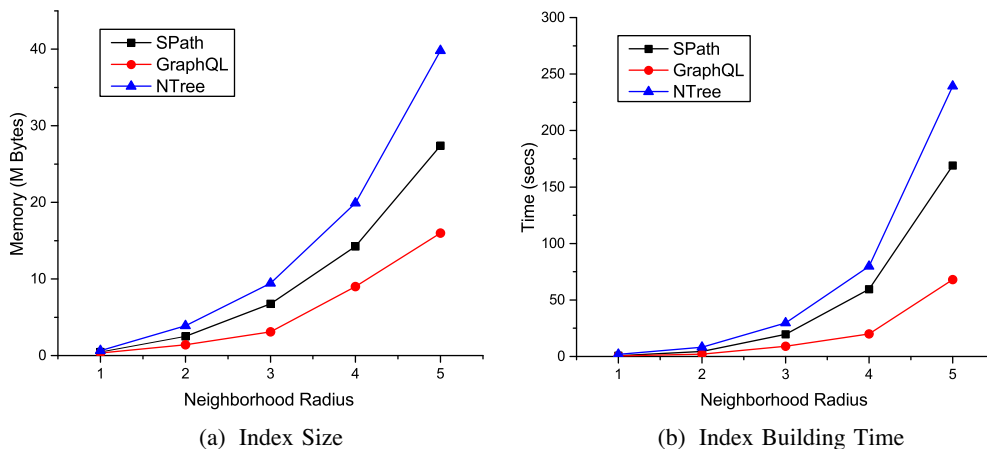 40
30
20
10
0
Memory (M Bytes)
SPath
GraphQL
NTree
1 2 3 4 5
Neighborhood Radius
(a) Index Size
300
250
200
150
100
50
0
Time (secs)
SPath
GraphQL
NTree
1 2 3 4 5
Neighborhood Radius
(b) Index Building Time